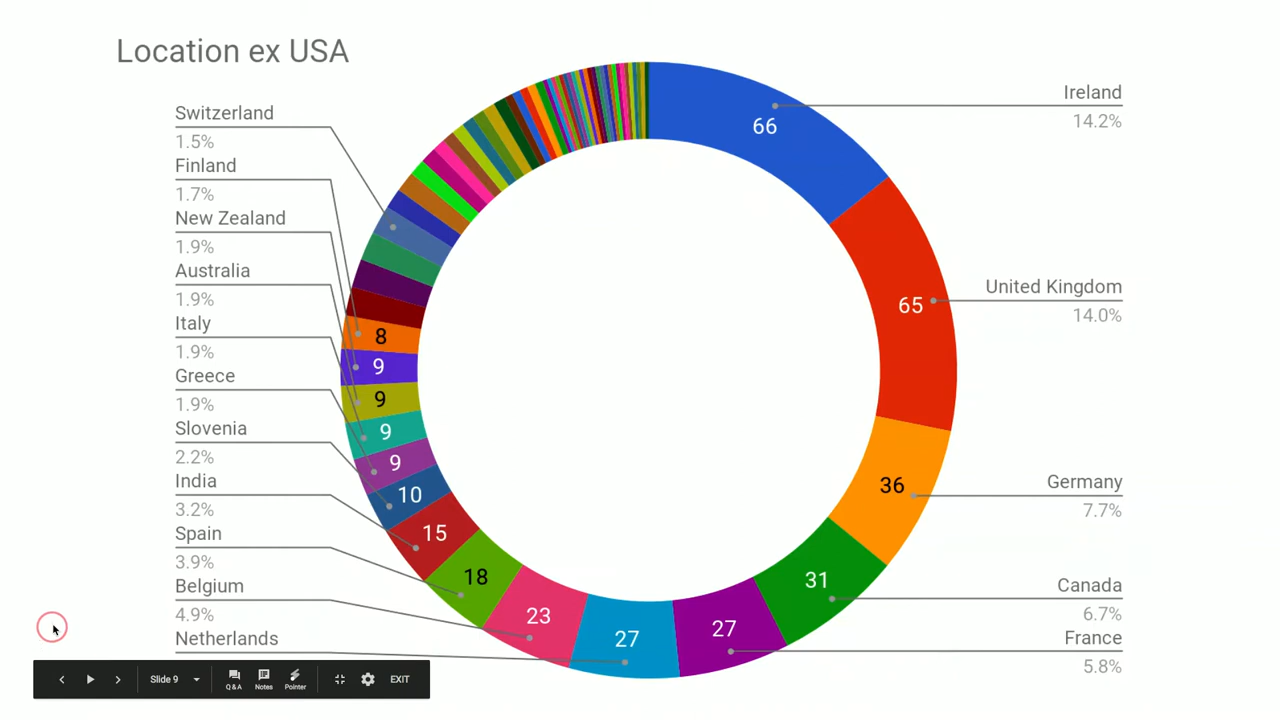 Location ex USA
Switzerland
1.5%
Finland
1.7%
New Zealand
1.9%
Australia
1.9%
Italy
1.9%
Greece
1.9%
Slovenia
2.2%
India
3.2%
Spain
3.9%
Belgium
4.9%
Netherlands
Ireland
14.2%
United Kingdom
14.0%
Germany
7.7%
Canada
6.7%
France
5.8%
66
65
36
31
27
27
23
18
15
10
9
9
9
9
8
Slide 9
Q&A
Notes
Pointer
EXIT